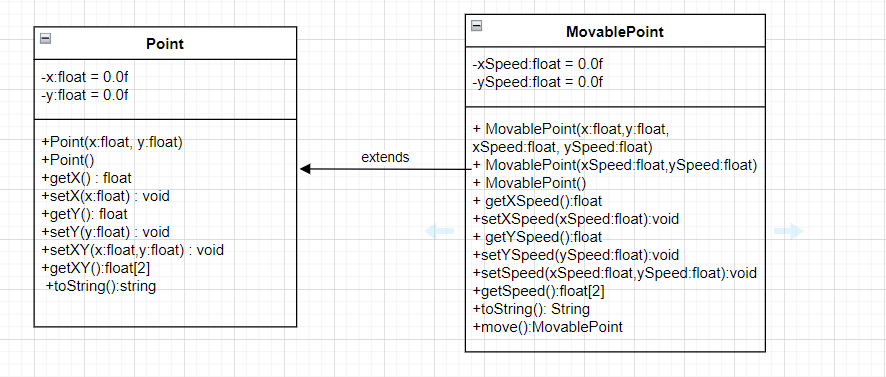 Point
-x:float = 0.0f
-y:float = 0.0f
+Point(x:float, y:float)
+Point()
+getX() : float
+setX(x:float) : void
+getY(): float
+setY(y:float) : void
+setXY(x:float,y:float) : void
+getXY():float[2]
+toString():string
extends
MovablePoint
-xSpeed:float = 0.0f
-ySpeed:float = 0.0f
+ MovablePoint(x:float,y:float,
xSpeed:float, ySpeed:float)
+ MovablePoint(xSpeed:float,ySpeed:float)
+ MovablePoint()
+ getXSpeed():float
+setXSpeed(xSpeed:float):void
+ getYSpeed():float
+setYSpeed(ySpeed:float):void
+setSpeed(xSpeed:float,ySpeed:float):void
+getSpeed():float[2]
+toString(): String
+move():MovablePoint